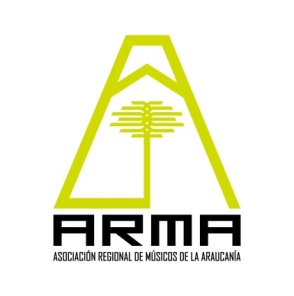 ARMA
ASOCIACIÓN REGIONAL DE MÚSICOS DE LA ARAUCANÍA